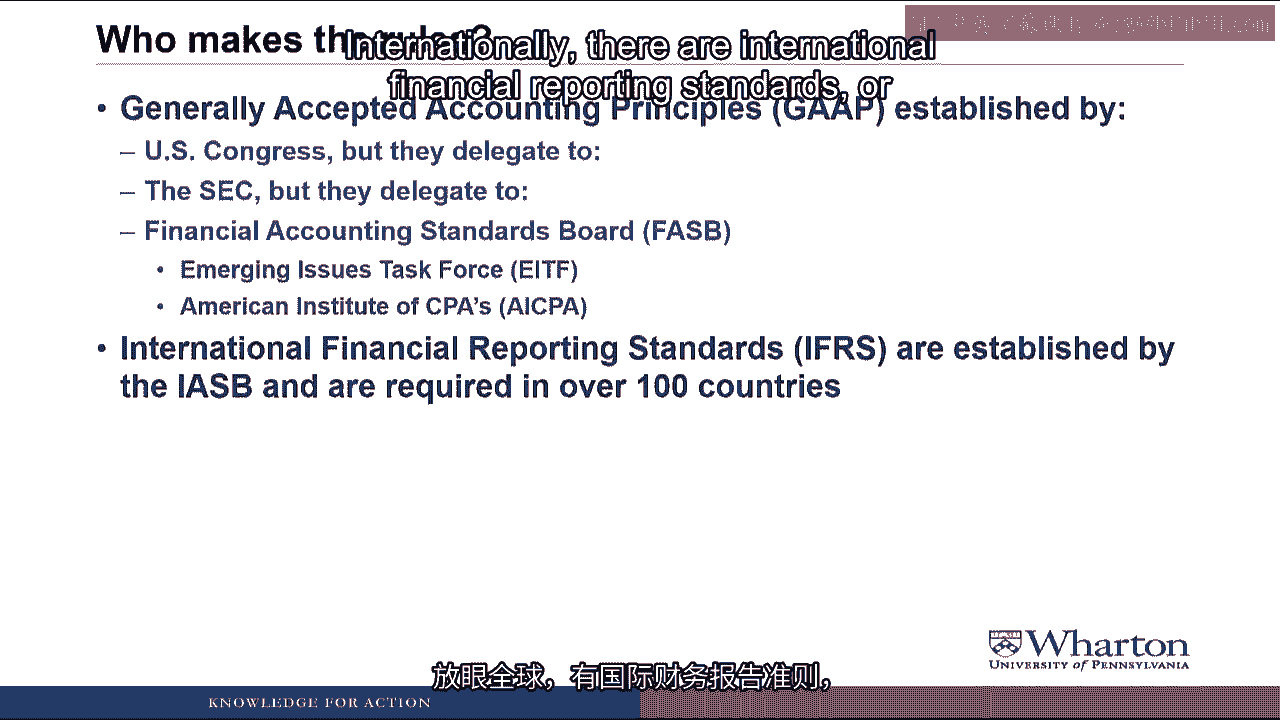 Who makes the rules?
Internationally, there are international
financial reporting standards, or
• Generally Accepted Accounting Principles (GAAP) established by:
– U.S. Congress, but they delegate to:
– The SEC, but they delegate to:
– Financial Accounting Standards Board (FASB)
• Emerging Issues Task Force (EITF)
• American Institute of CPA's (AICPA)
• International Financial Reporting Standards (IFRS) are established by
the IASB and are required in over 100 countries
Wharton
UNIVERSITY of PENNSYLVANIA
放眼全球，有国际财务报告准则，
KNOWLEDGE FOR ACTION